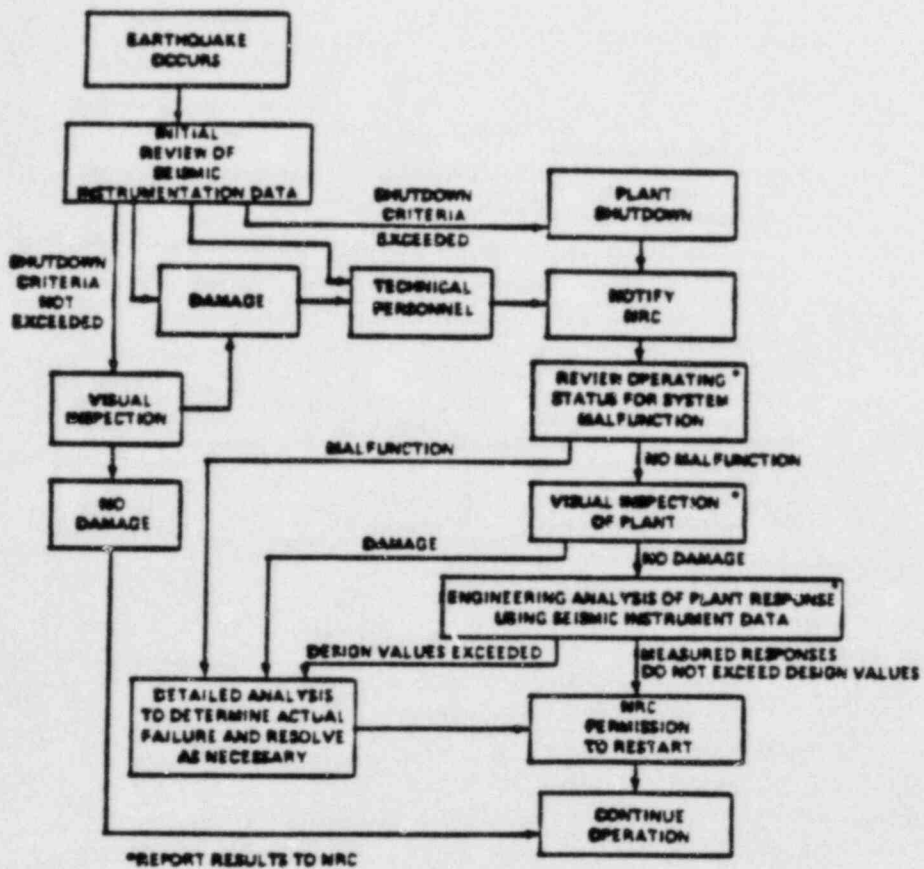 EARTHQUAKE
OCCURS
INITIAL
REVIEW OF
SEISMIC
INSTRUMENTATION DATA
SHUTDOWN
CRITERIA
EXCEEDED
PLANT
SHUTDOWN
SHUTDOWN
CRITERIA
NOT
EXCEEDED
DAMAGE
TECHNICAL
PERSONNEL
NOTIFY
NRC
VISUAL
INSPECTION
REVIEW OPERATING *
STATUS FOR SYSTEM
MALFUNCTION
MALFUNCTION
NO MALFUNCTION
NO
DAMAGE
VISUAL INSPECTION *
OF PLANT
DAMAGE
NO DAMAGE
ENGINEERING ANALYSIS OF PLANT RESPONSE *
USING SEISMIC INSTRUMENT DATA
DESIGN VALUES EXCEEDED
MEASURED RESPONSES
DO NOT EXCEED DESIGN VALUES
DETAILED ANALYSIS
TO DETERMINE ACTUAL
FAILURE AND RESOLVE
AS NECESSARY
NRC
PERMISSION
TO RESTART
CONTINUE
OPERATION
*REPORT RESULTS TO NRC